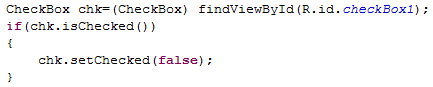 CheckBox chk=(CheckBox) findViewById(R.id.checkBox1);
if(chk.isChecked())
{
    chk.setChecked(false);
}